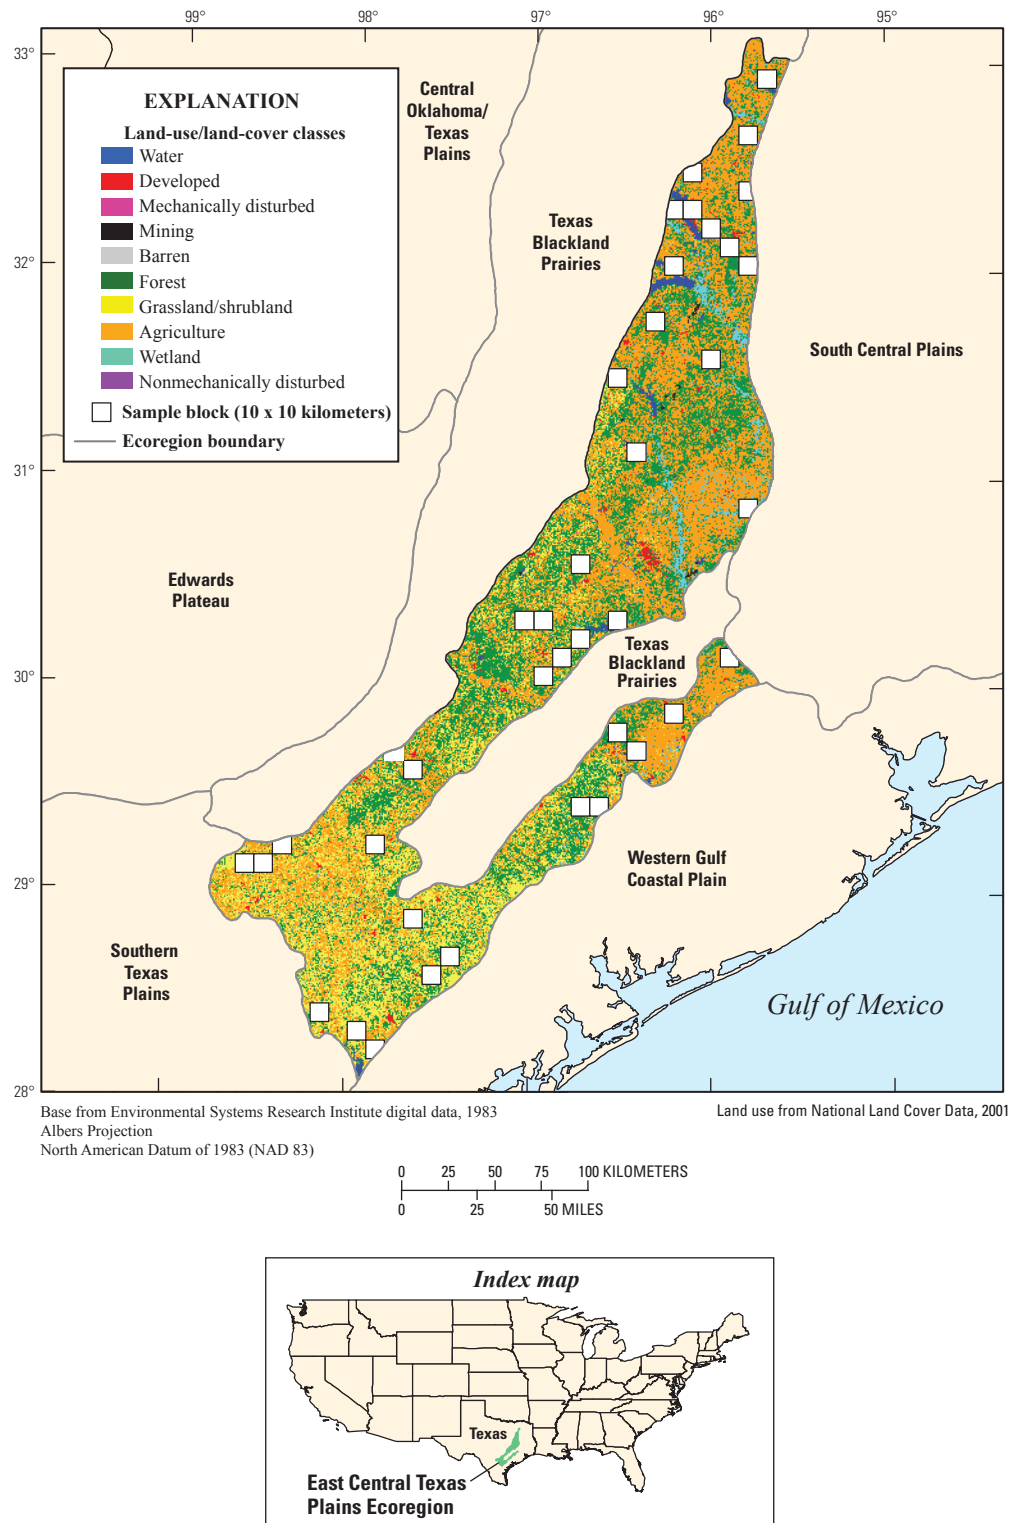 99°
98°
97°
96°
95°
33°
32°
31°
30°
29°
28°
EXPLANATION
Land-use/land-cover classes
Water
Developed
Mechanically disturbed
Mining
Barren
Forest
Grassland/shrubland
Agriculture
Wetland
Nonmechanically disturbed
Sample block (10 x 10 kilometers)
Ecoregion boundary
Central
Oklahoma/
Texas
Plains
Texas
Blackland
Prairies
South Central Plains
Edwards
Plateau
Texas
Blackland
Prairies
Western Gulf
Coastal Plain
Southern
Texas
Plains
Gulf of Mexico
Base from Environmental Systems Research Institute digital data, 1983
Albers Projection
North American Datum of 1983 (NAD 83)
Land use from National Land Cover Data, 2001
0 25 50 75 100 KILOMETERS
0 25 50 MILES
Index map
Texas
East Central Texas
Plains Ecoregion